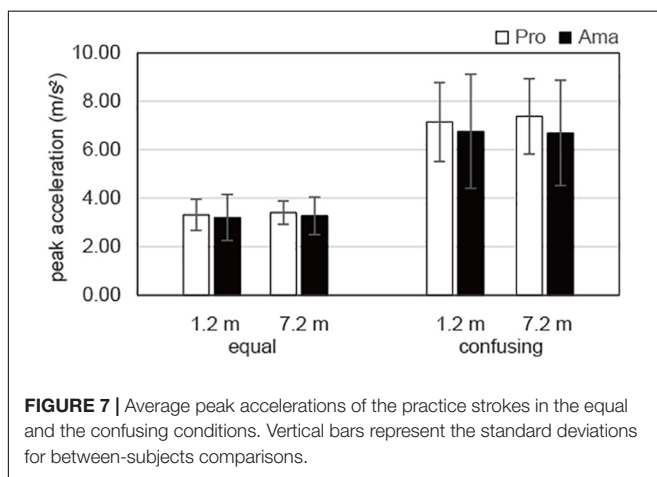 10.00
8.00
6.00
4.00
2.00
0.00
peak acceleration (m/s²)
Pro Ama
1.2 m 7.2 m 1.2 m 7.2 m
equal confusing
FIGURE 7 | Average peak accelerations of the practice strokes in the equal
and the confusing conditions. Vertical bars represent the standard deviations
for between-subjects comparisons.